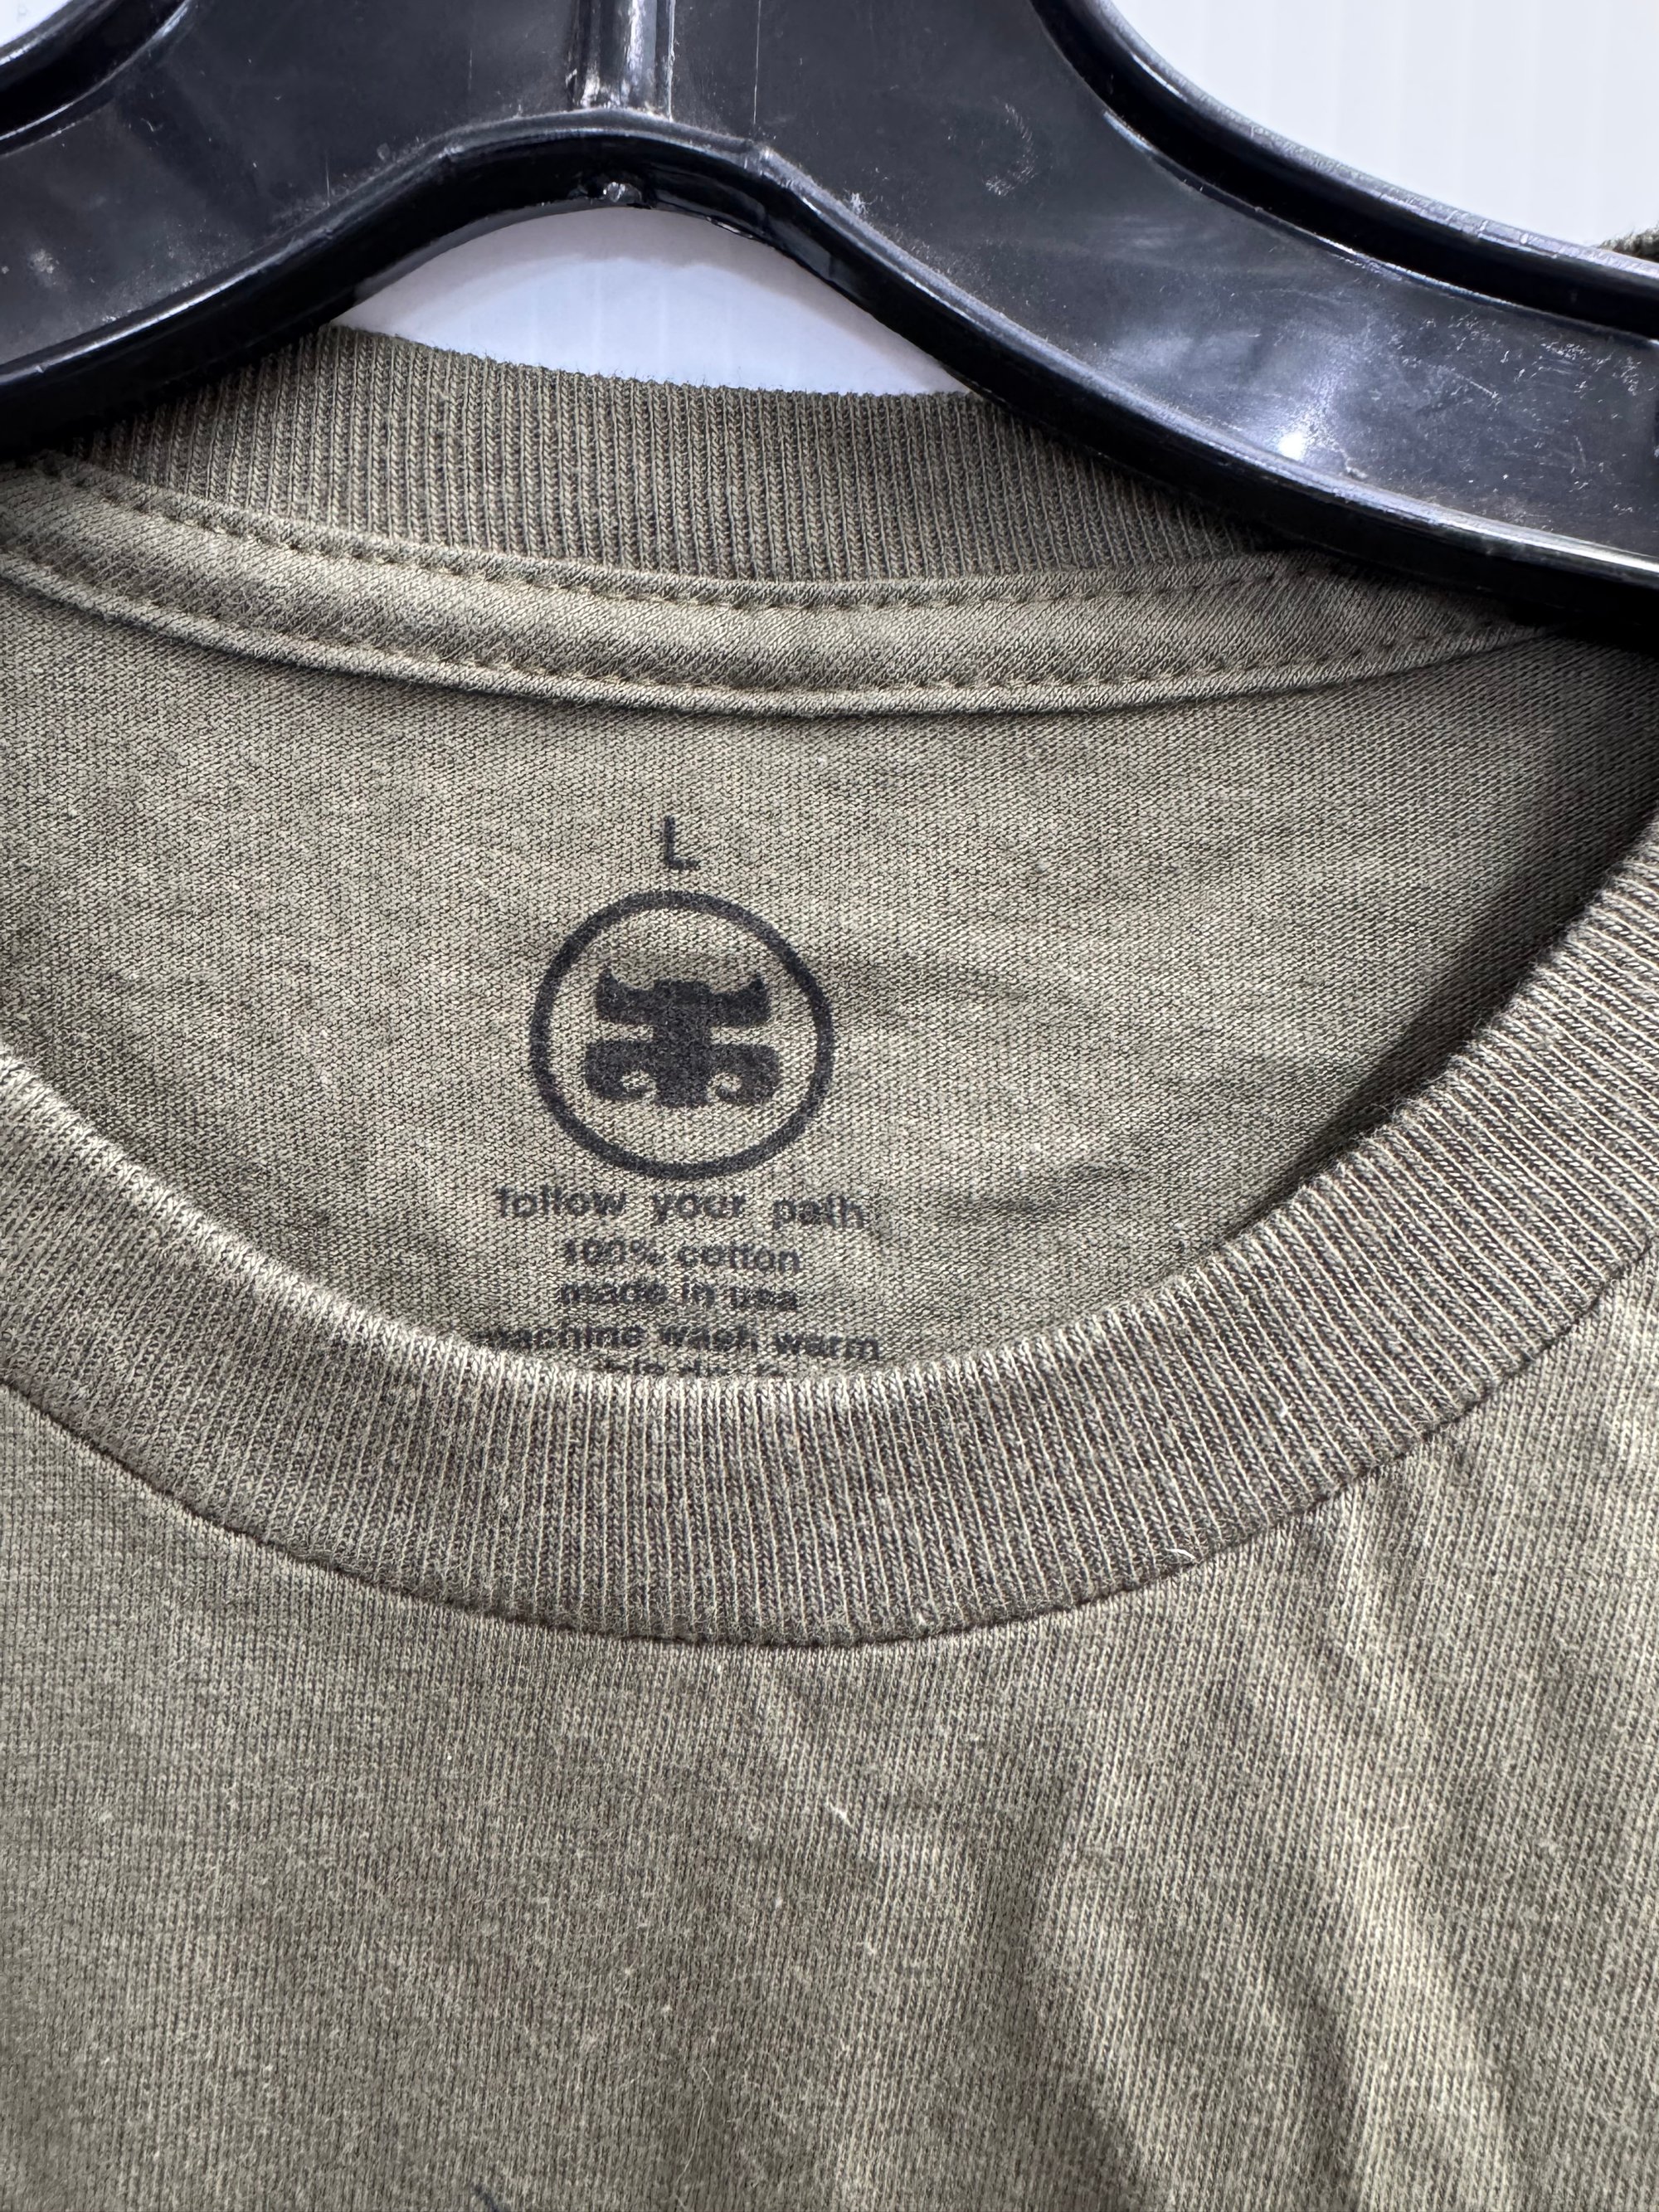 L
follow your path
100% cotton
made in usa
machine wash warm